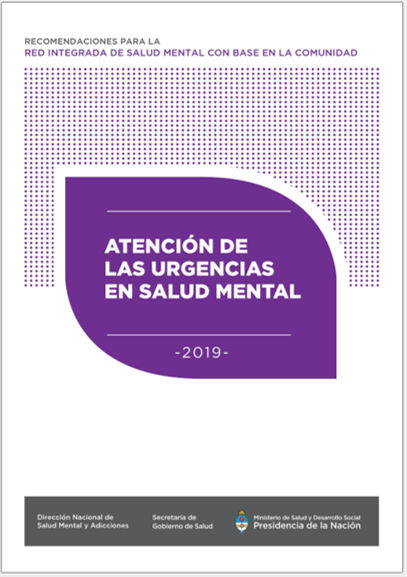 RECOMENDACIONES PARA LA
RED INTEGRADA DE SALUD MENTAL CON BASE EN LA COMUNIDAD
ATENCIÓN DE
LAS URGENCIAS
EN SALUD MENTAL
-2019-
Dirección Nacional de
Salud Mental y Adicciones
Secretaría de
Gobierno de Salud
Ministerio de Salud y Desarrollo Social
Presidencia de la Nación